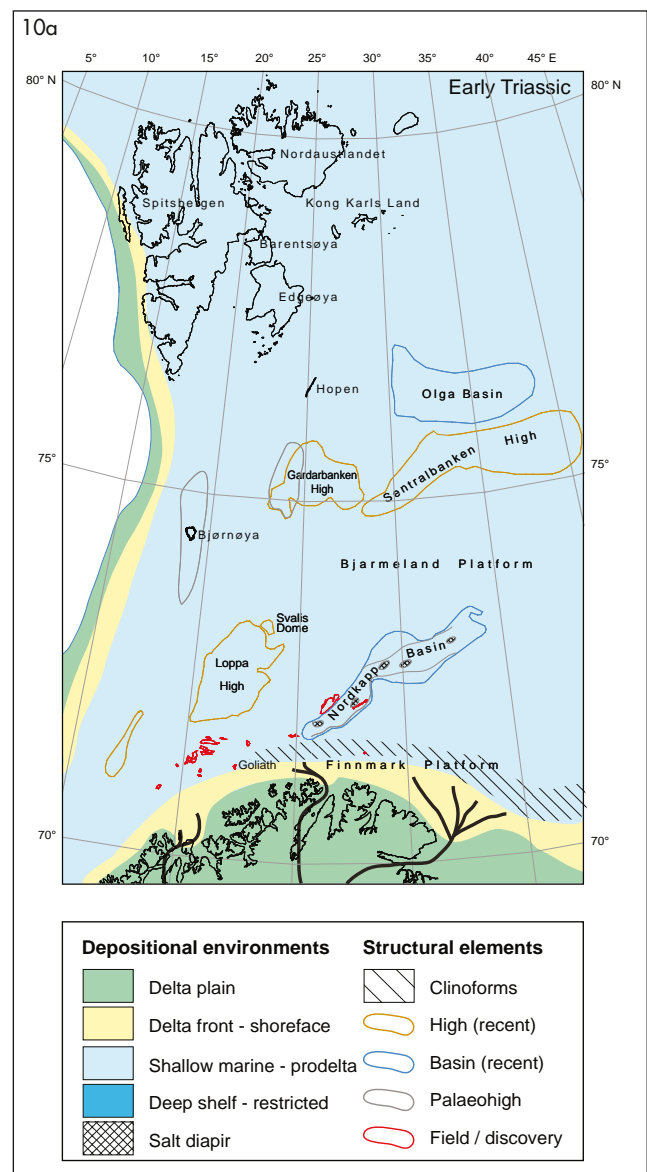 10a
5° 10° 15° 20° 25° 30° 35° 40° 45° E
80° N 80° N
Early Triassic
Nordaustlandet
Spitsbergen Kong Karls Land
Barentsøya
Edgeøya
Hopen Olga Basin
75° 75°
Gardarbanken
High
Sentralbanken High
Bjørnøya
Bjarmeland Platform
Svalis
Dome
Loppa
High
Nordkapp Basin
Goliath Finnmark Platform
70° 70°
Depositional environments
Delta plain
Delta front - shoreface
Shallow marine - prodelta
Deep shelf - restricted
Salt diapir
Structural elements
Clinoforms
High (recent)
Basin (recent)
Palaeohigh
Field / discovery